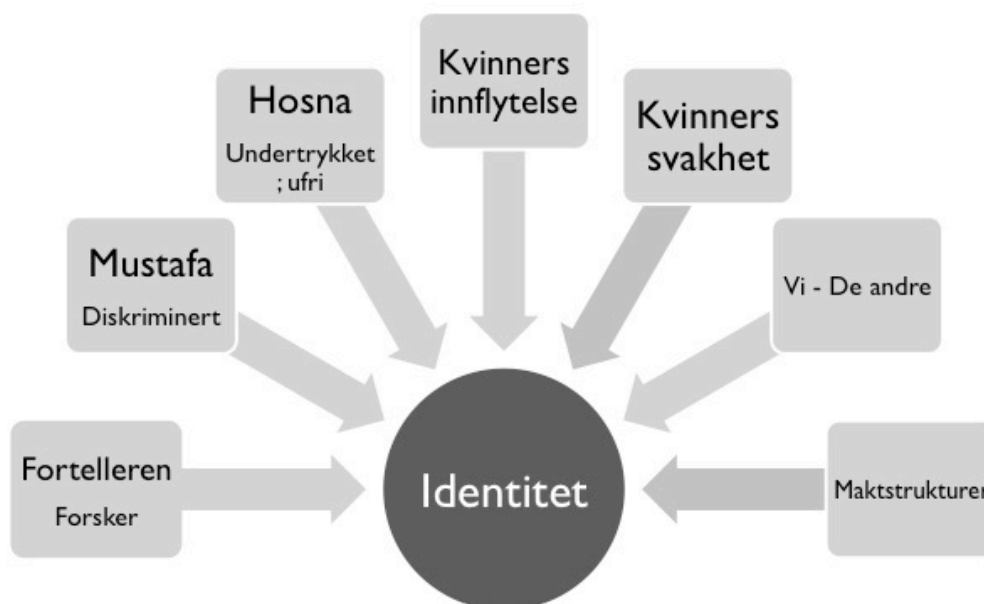 Fortelleren
Forsker
Mustafa
Diskriminert
Hosna
Undertrykket
; ufri
Kvinners
innflytelse
Kvinners
svakhet
Vi - De andre
Maktstrukturer
Identitet